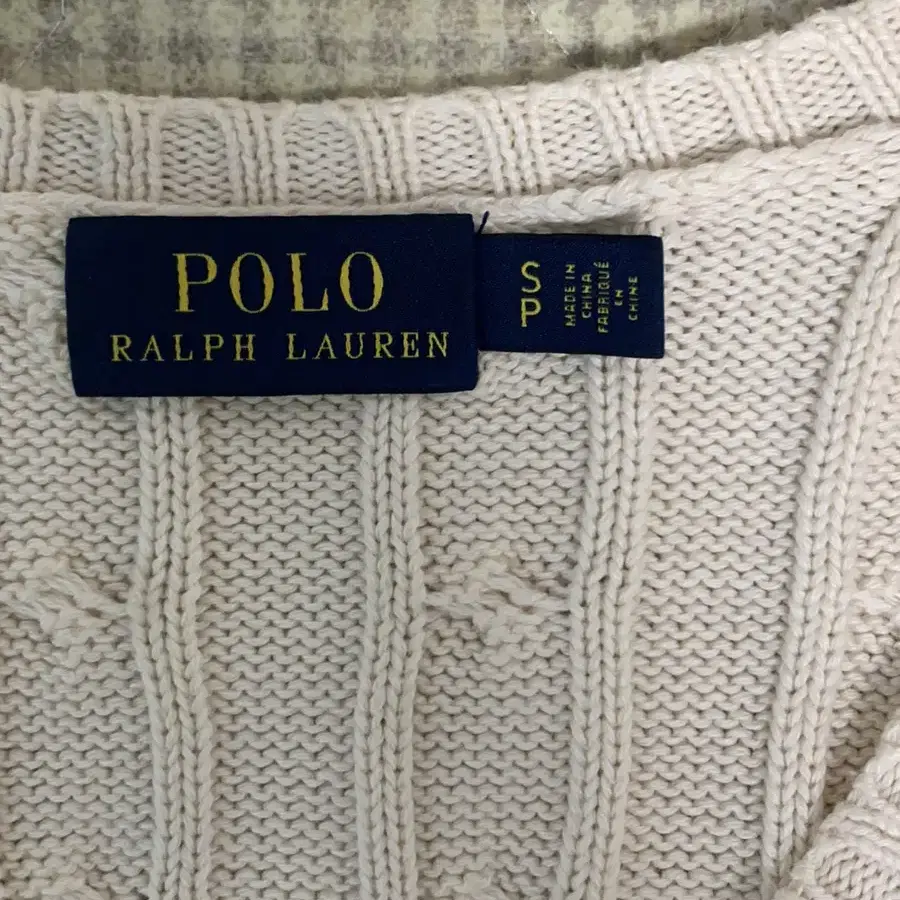 POLO
RALPH LAUREN
S
P
MADE IN
CHINA
FABRIQUÉ
EN
CHINE